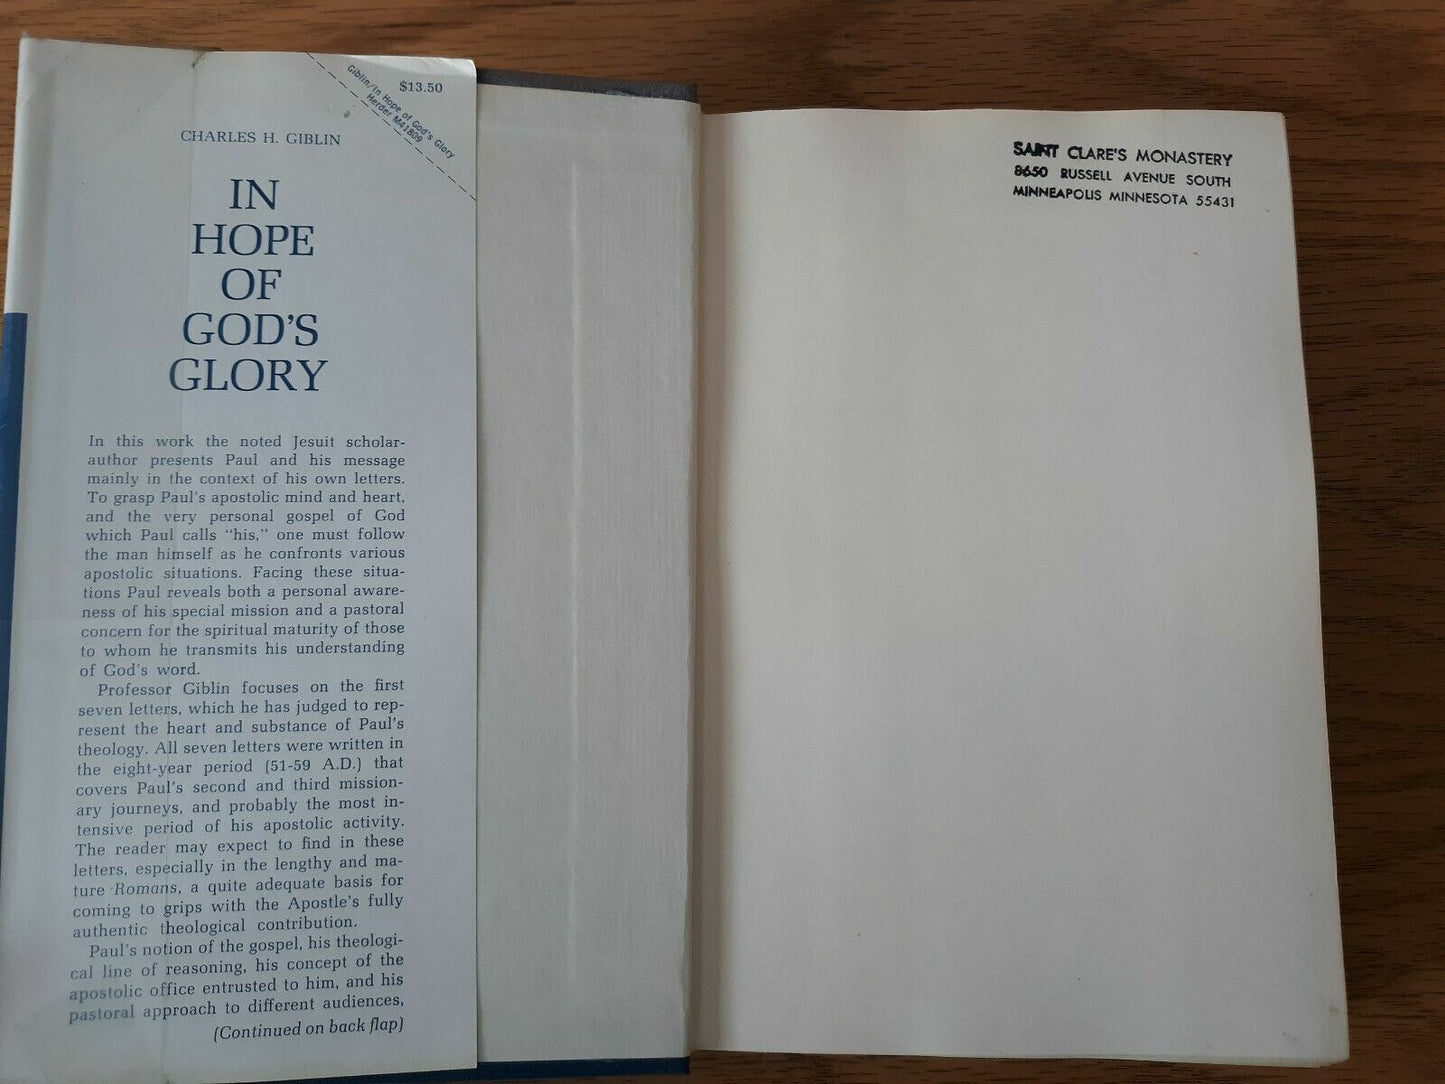 $13.50
Giblin/In Hope of God's Glory
Herder M41809
CHARLES H. GIBLIN
IN
HOPE
OF
GOD'S
GLORY
In this work the noted Jesuit scholar-
author presents Paul and his message
mainly in the context of his own letters.
To grasp Paul's apostolic mind and heart,
and the very personal gospel of God
which Paul calls "his," one must follow
the man himself as he confronts various
apostolic situations. Facing these situa-
tions Paul reveals both a personal aware-
ness of his special mission and a pastoral
concern for the spiritual maturity of those
to whom he transmits his understanding
of God's word.
Professor Giblin focuses on the first
seven letters, which he has judged to rep-
resent the heart and substance of Paul's
theology. All seven letters were written in
the eight-year period (51-59 A.D.) that
covers Paul's second and third mission-
ary journeys, and probably the most in-
tensive period of his apostolic activity.
The reader may expect to find in these
letters, especially in the lengthy and ma-
ture Romans, a quite adequate basis for
coming to grips with the Apostle's fully
authentic theological contribution.
Paul's notion of the gospel, his theologi-
cal line of reasoning, his concept of the
apostolic office entrusted to him, and his
pastoral approach to different audiences,
(Continued on back flap)
SAINT CLARE'S MONASTERY
8650 RUSSELL AVENUE SOUTH
MINNEAPOLIS MINNESOTA 55431